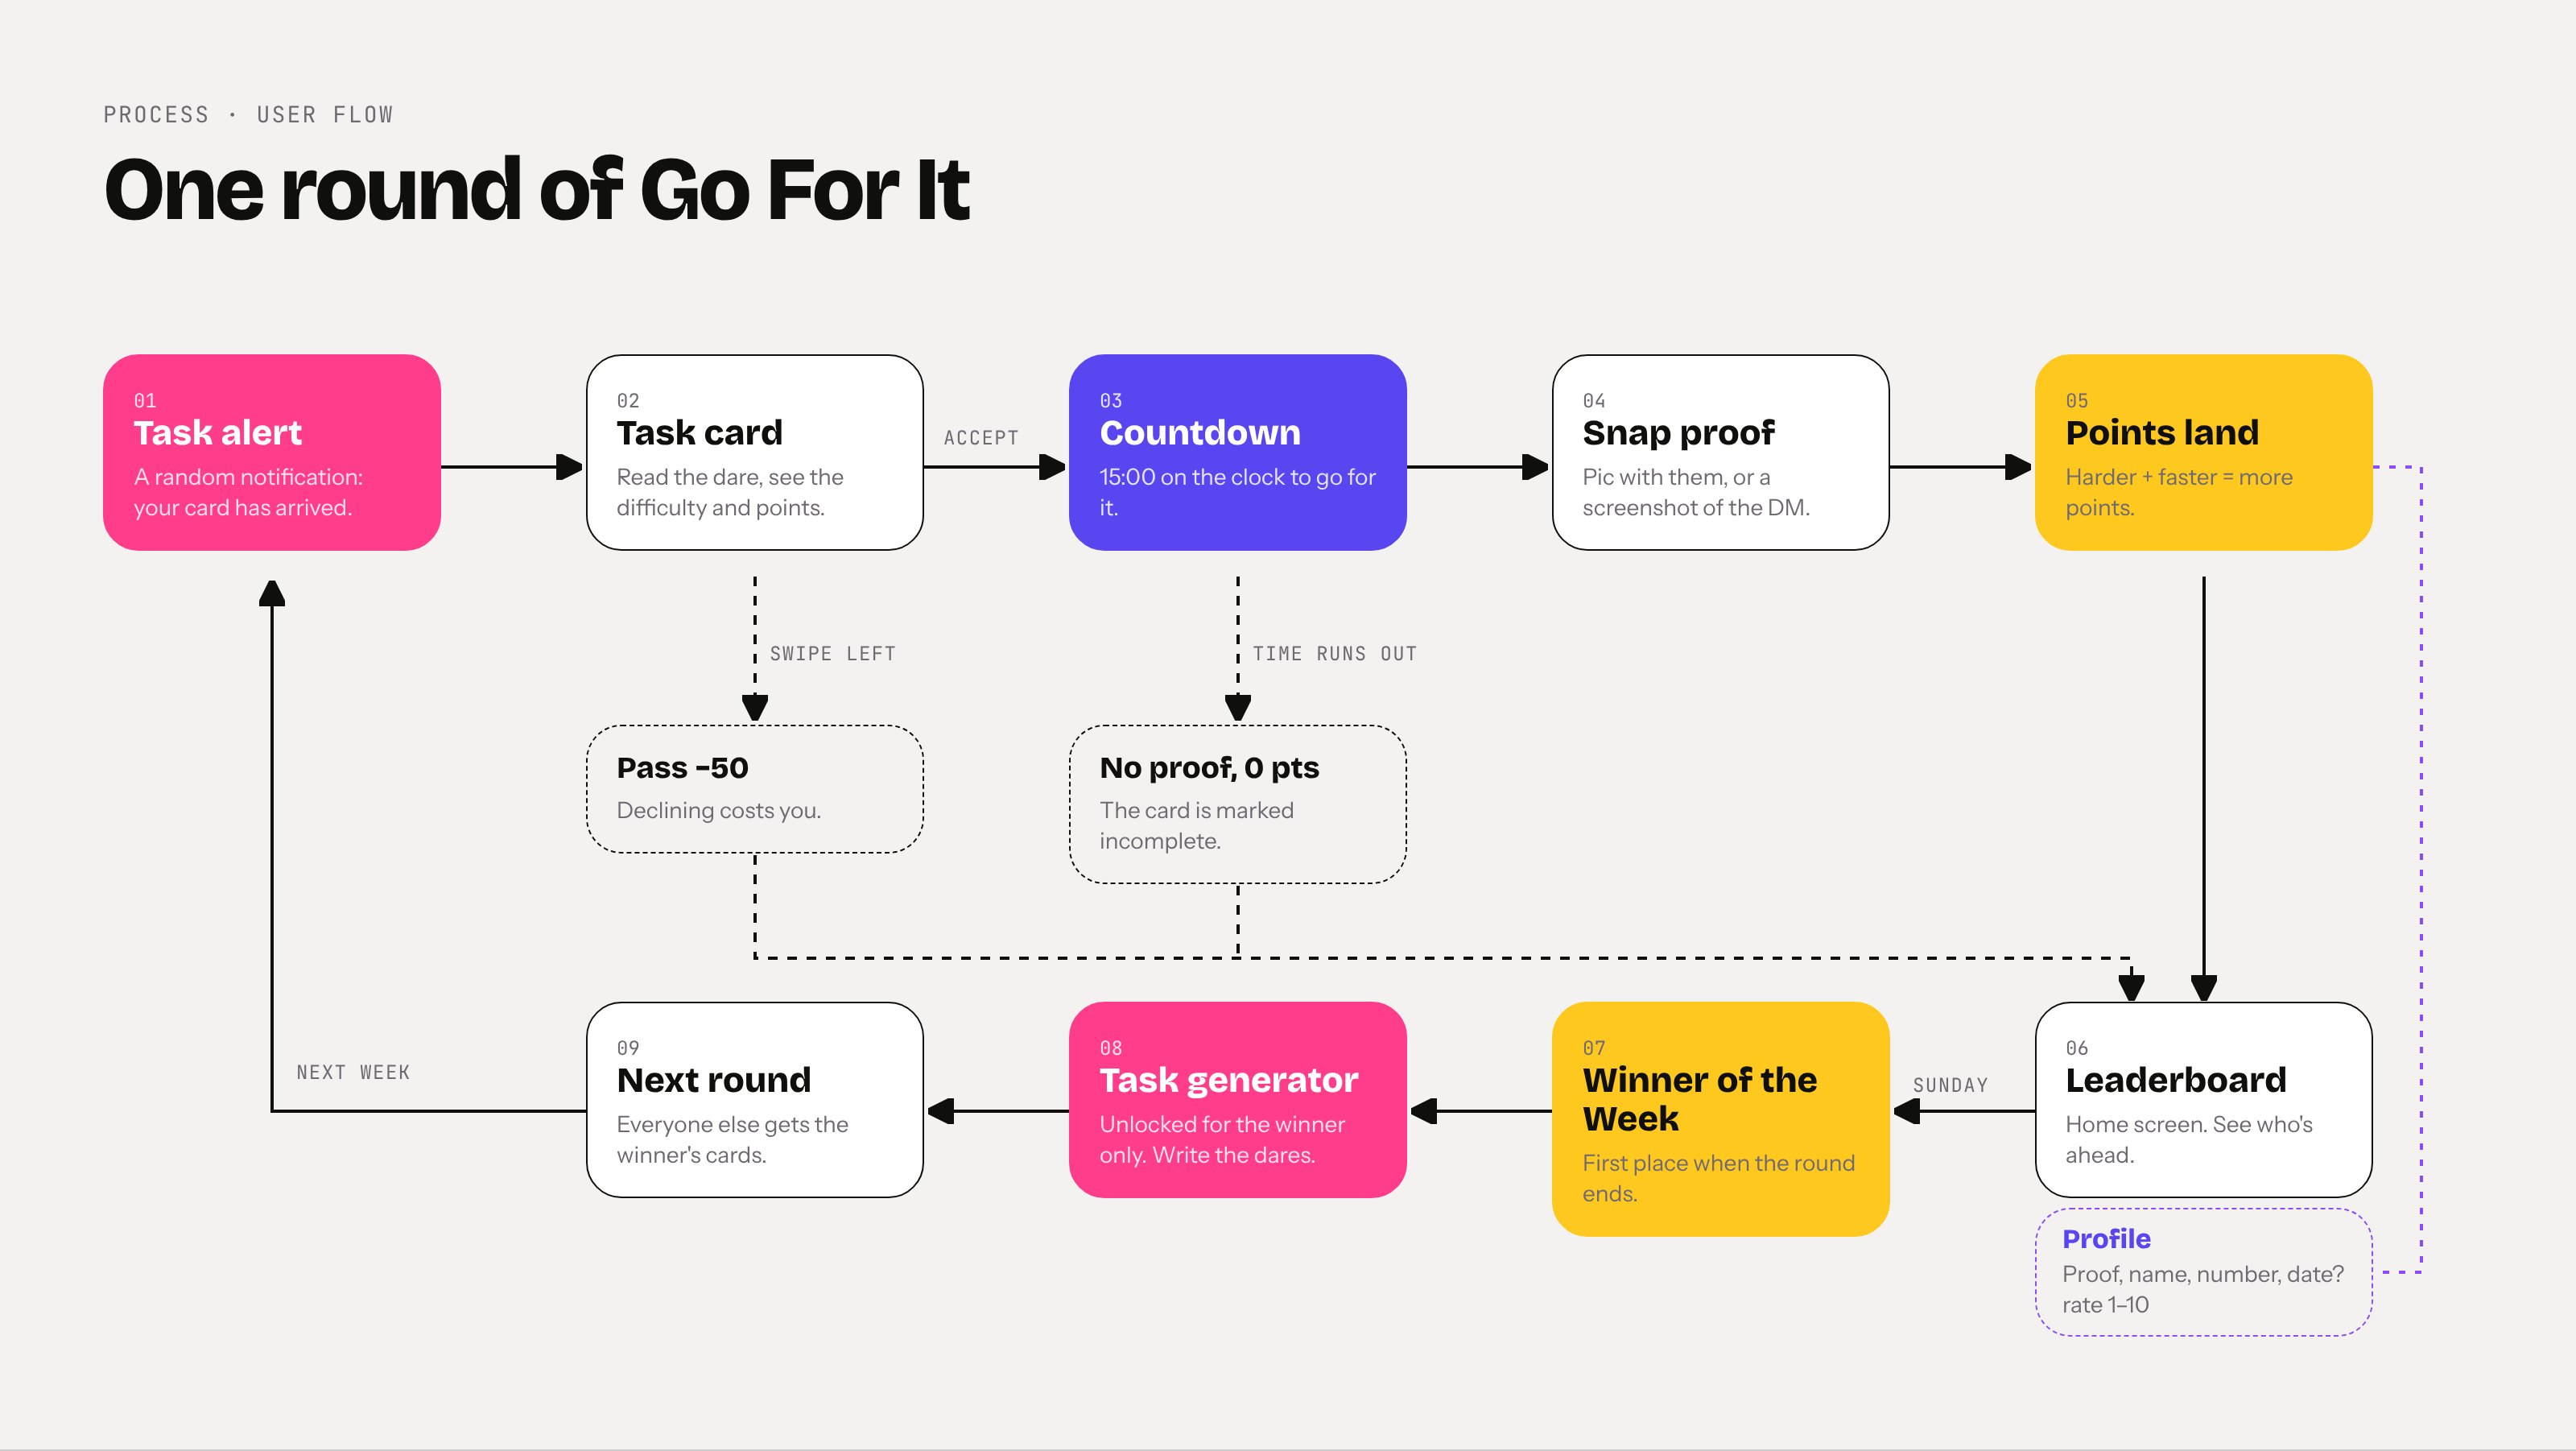 PROCESS · USER FLOW
One round of Go For It
01
Task alert
A random notification:
your card has arrived.
02
Task card
Read the dare, see the
difficulty and points.
ACCEPT
03
Countdown
15:00 on the clock to go for
it.
04
Snap proof
Pic with them, or a
screenshot of the DM.
05
Points land
Harder + faster = more
points.
SWIPE LEFT
TIME RUNS OUT
Pass −50
Declining costs you.
No proof, 0 pts
The card is marked
incomplete.
NEXT WEEK
09
Next round
Everyone else gets the
winner's cards.
08
Task generator
Unlocked for the winner
only. Write the dares.
07
Winner of the
Week
First place when the round
ends.
SUNDAY
06
Leaderboard
Home screen. See who's
ahead.
Profile
Proof, name, number, date?
rate 1–10